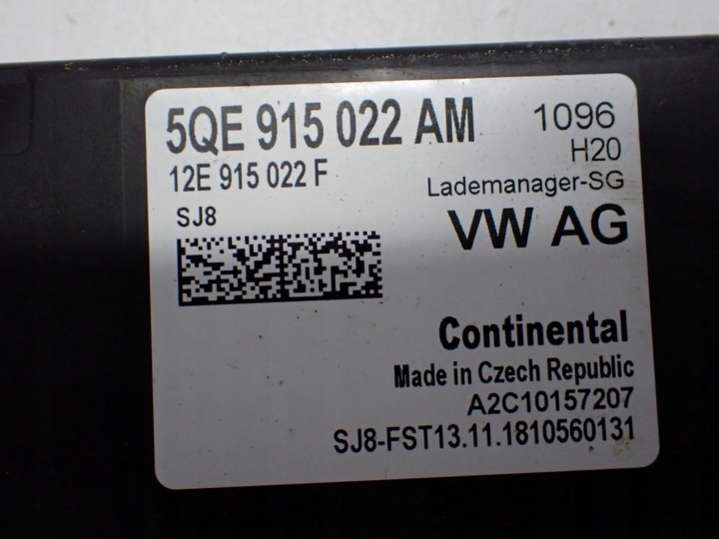 5QE 915 022 AM 1096
H20
12E 915 022 F
Lademanager-SG
SJ8
VW AG
Continental
Made in Czech Republic
A2C10157207
SJ8-FST13.11.1810560131